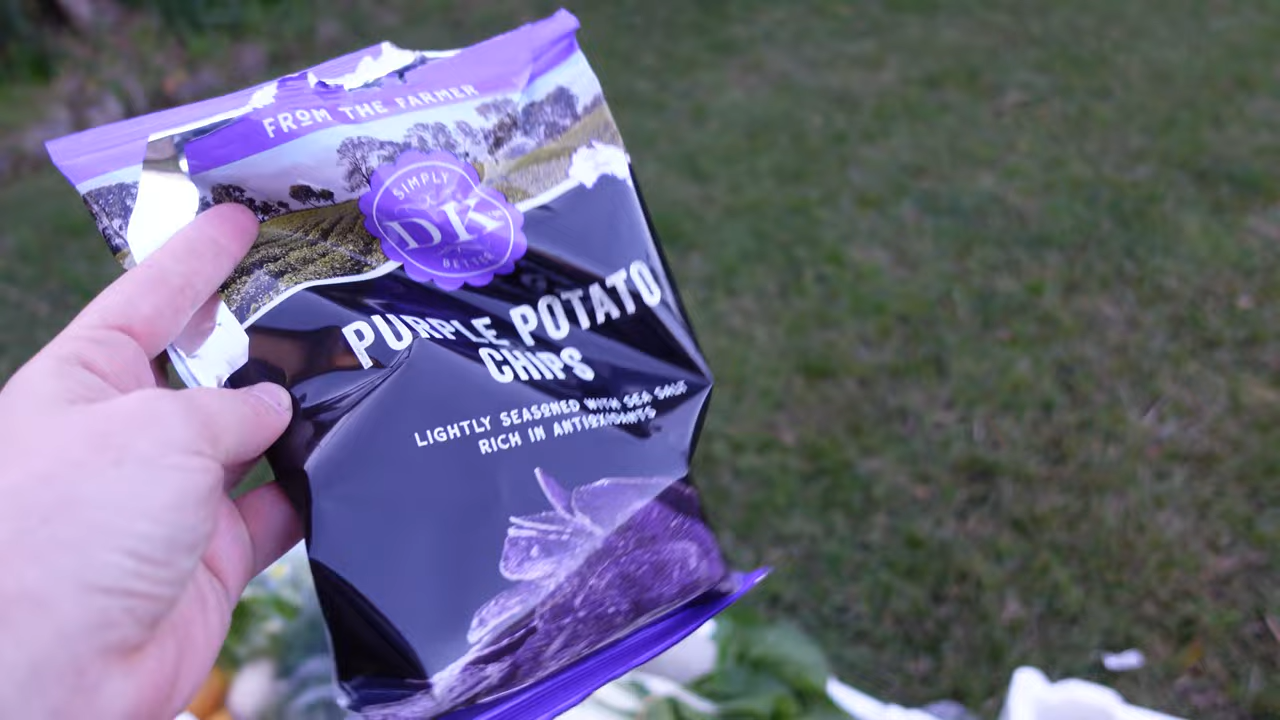 FROM THE FARMER
SIMPLY
DK
BETTER
PURPLE POTATO
CHIPS
LIGHTLY SEASONED WITH SEA SALT
RICH IN ANTIOXIDANTS